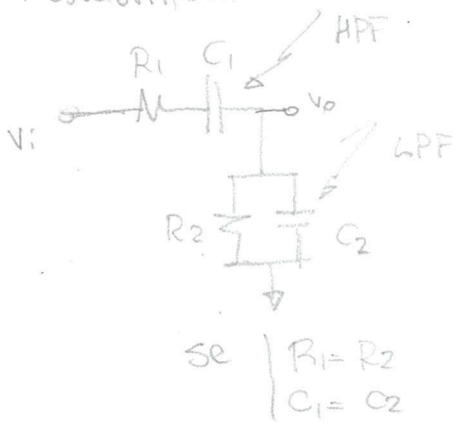 HPF
R1 C1
Vi
Vo
LPF
R2
C2
se R1= R2
C1= C2